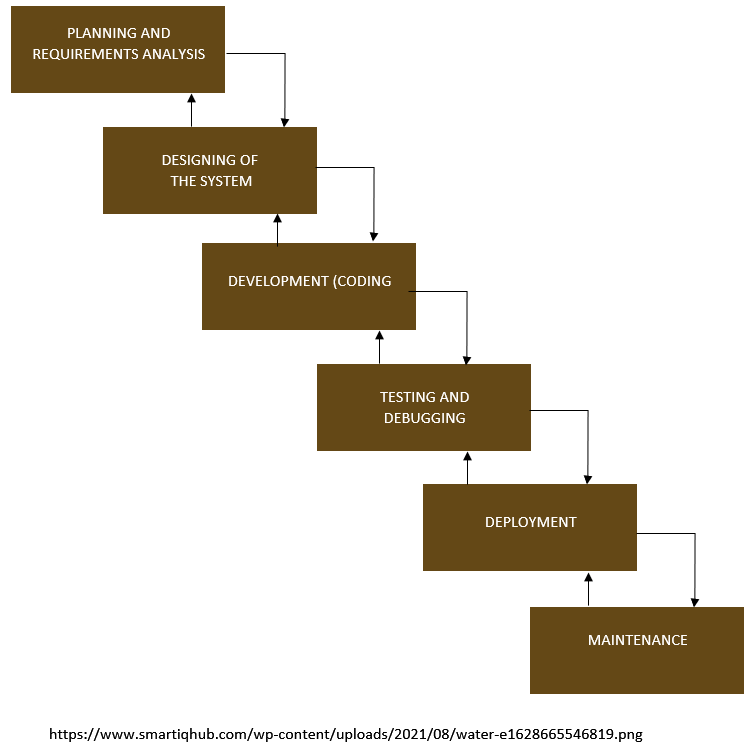 PLANNING AND
REQUIREMENTS ANALYSIS
DESIGNING OF
THE SYSTEM
DEVELOPMENT (CODING
TESTING AND
DEBUGGING
DEPLOYMENT
MAINTENANCE
https://www.smartiqhub.com/wp-content/uploads/2021/08/water-e1628665546819.png